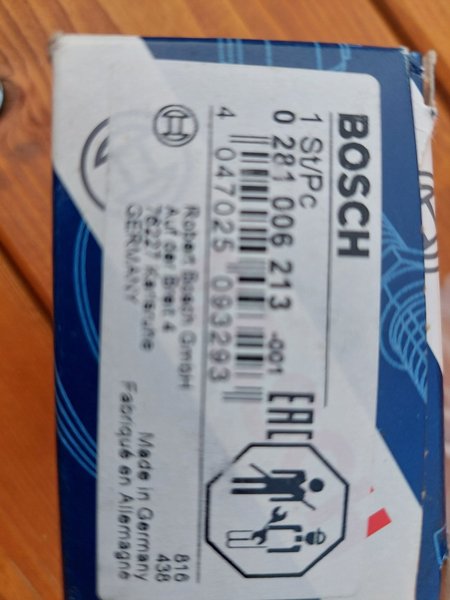 BOSCH
1 St/Pc
0 281 006 213 -001
4 047025 093293
EAC
Robert Bosch GmbH
Auf der Breit 4
76227 Karlsruhe
GERMANY
Made in Germany
Fabriqué en Allemagne
816
438